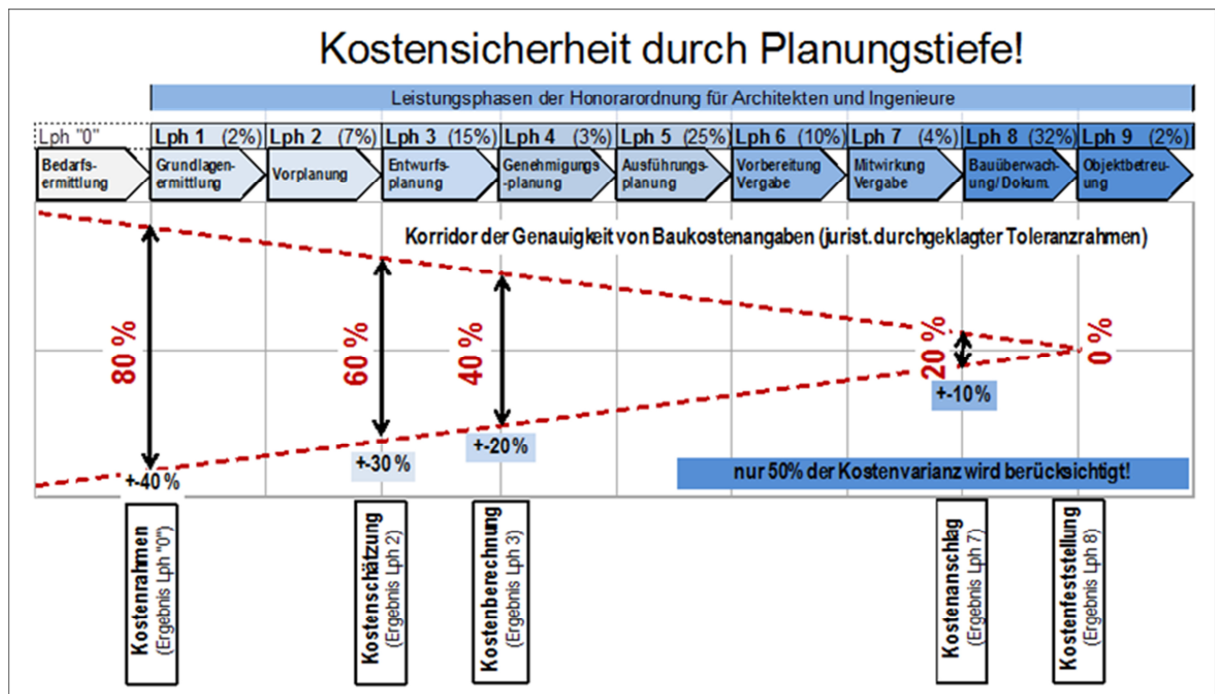 Kostensicherheit durch Planungstiefe!
Leistungsphasen der Honorarordnung für Architekten und Ingenieure
Lph "0"
Lph 1 (2%)
Lph 2 (7%)
Lph 3 (15%)
Lph 4 (3%)
Lph 5 (25%)
Lph 6 (10%)
Lph 7 (4%)
Lph 8 (32%)
Lph 9 (2%)
Bedarfs-
ermittlung
Grundlagen-
ermittlung
Vorplanung
Entwurfs-
planung
Genehmigungs
-planung
Ausführungs-
planung
Vorbereitung
Vergabe
Mitwirkung
Vergabe
Bauüberwach-
ung/ Dokum.
Objektbetre-
uung
Korridor der Genauigkeit von Baukostenangaben (jurist.durchgeklagter Toleranzrahmen)
80 %
60 %
40 %
20 %
0 %
+-40 %
+-30 %
+-20 %
+-10 %
nur 50% der Kostenvarianz wird berücksichtigt!
Kostenrahmen
(Ergebnis Lph "0")
Kostenschätzung
(Ergebnis Lph 2)
Kostenberechnung
(Ergebnis Lph 3)
Kostenanschlag
(Ergebnis Lph 7)
Kostenfeststellung
(Ergebnis Lph 8)